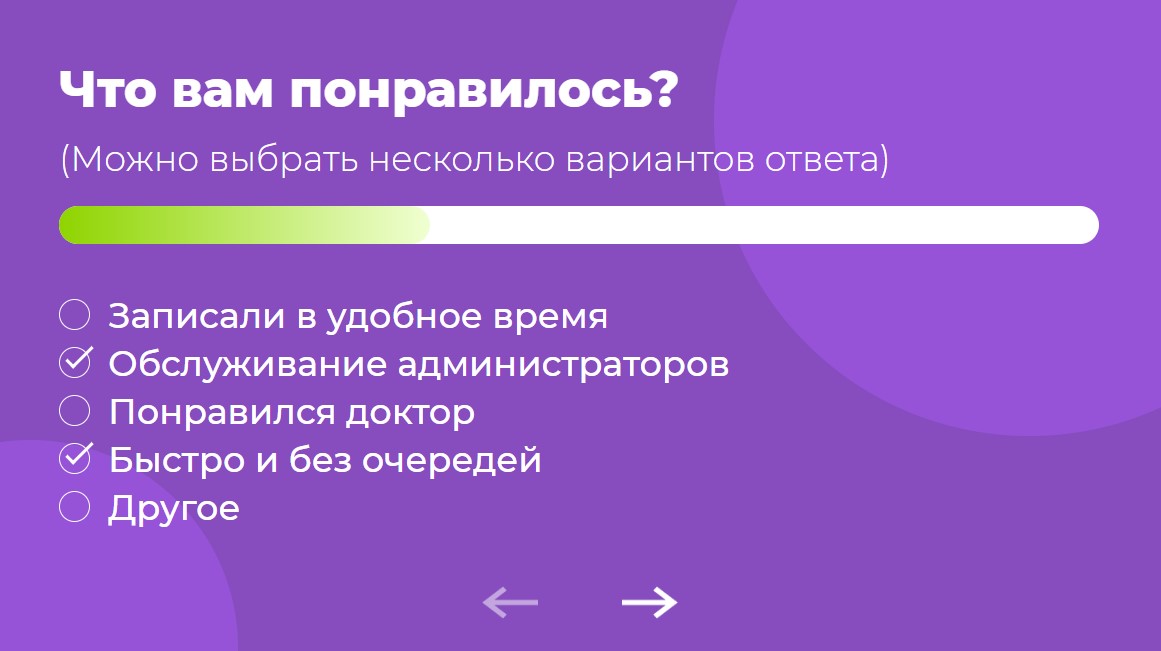 Что вам понравилось?
(Можно выбрать несколько вариантов ответа)
Записали в удобное время
Обслуживание администраторов
Понравился доктор
Быстро и без очередей
Другое